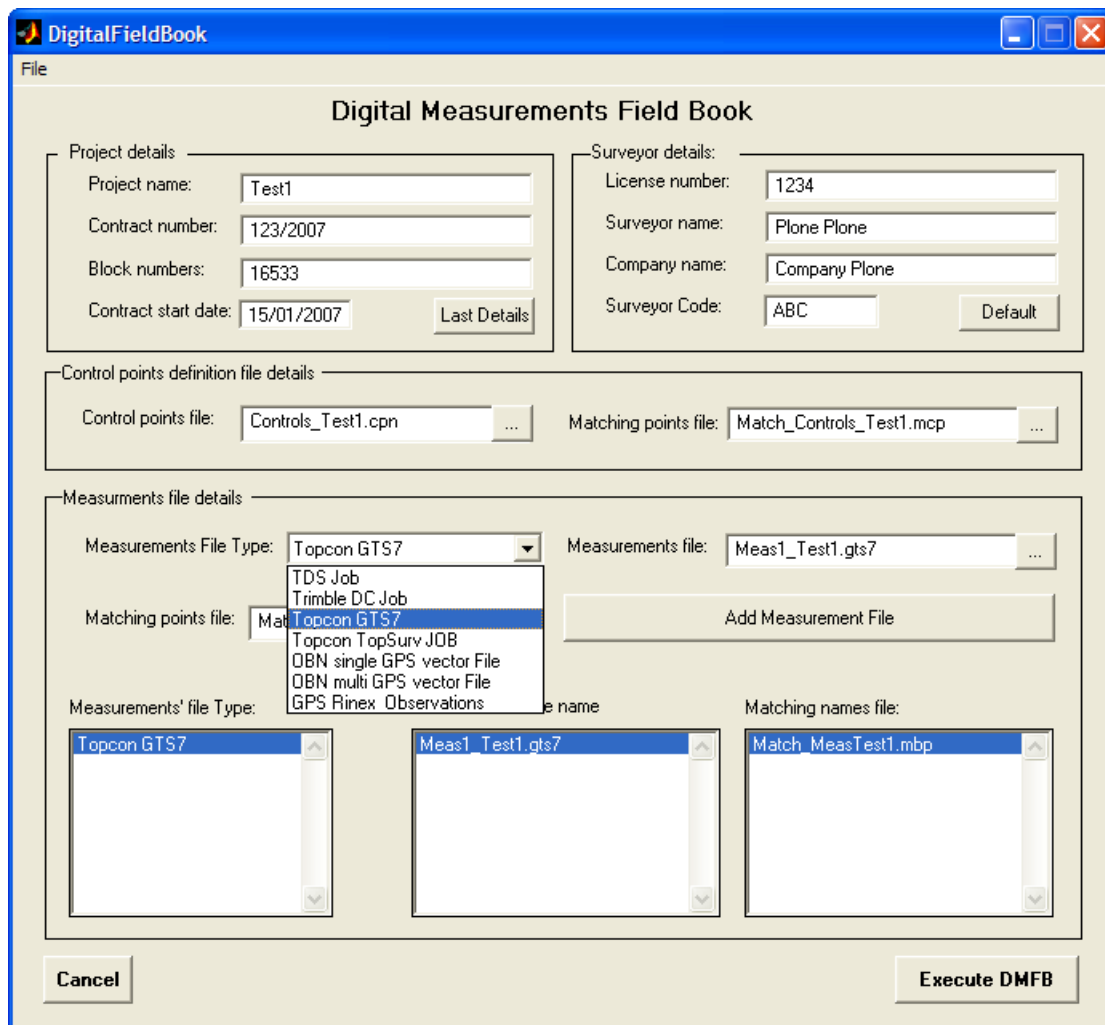 DigitalFieldBook
File
Digital Measurements Field Book
Project details
Project name: Test1
Contract number: 123/2007
Block numbers: 16533
Contract start date: 15/01/2007 Last Details
Surveyor details:
License number: 1234
Surveyor name: Plone Plone
Company name: Company Plone
Surveyor Code: ABC Default
Control points definition file details
Control points file: Controls_Test1.cpn ... Matching points file: Match_Controls_Test1.mcp ...
Measurments file details
Measurements File Type: Topcon GTS7 Measurements file: Meas1_Test1.gts7 ...
TDS Job
Trimble DC Job
Topcon GTS7
Topcon TopSurv JOB
OBN single GPS vector File
OBN multi GPS vector File
GPS Rinex Observations
Matching points file: Mat Add Measurement File
Measurements' file Type: e name Matching names file:
Topcon GTS7 Meas1_Test1.gts7 Match_MeasTest1.mbp
Cancel Execute DMFB